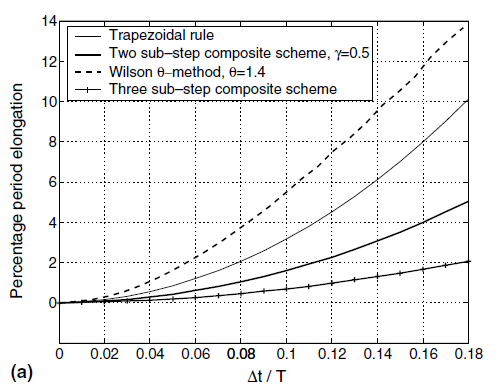 14
12
10
8
6
4
2
0
Percentage period elongation
Trapezoidal rule
Two sub−step composite scheme, γ=0.5
Wilson θ−method, θ=1.4
Three sub−step composite scheme
0 0.02 0.04 0.06 0.08 0.1 0.12 0.14 0.16 0.18
(a)
Δt / T